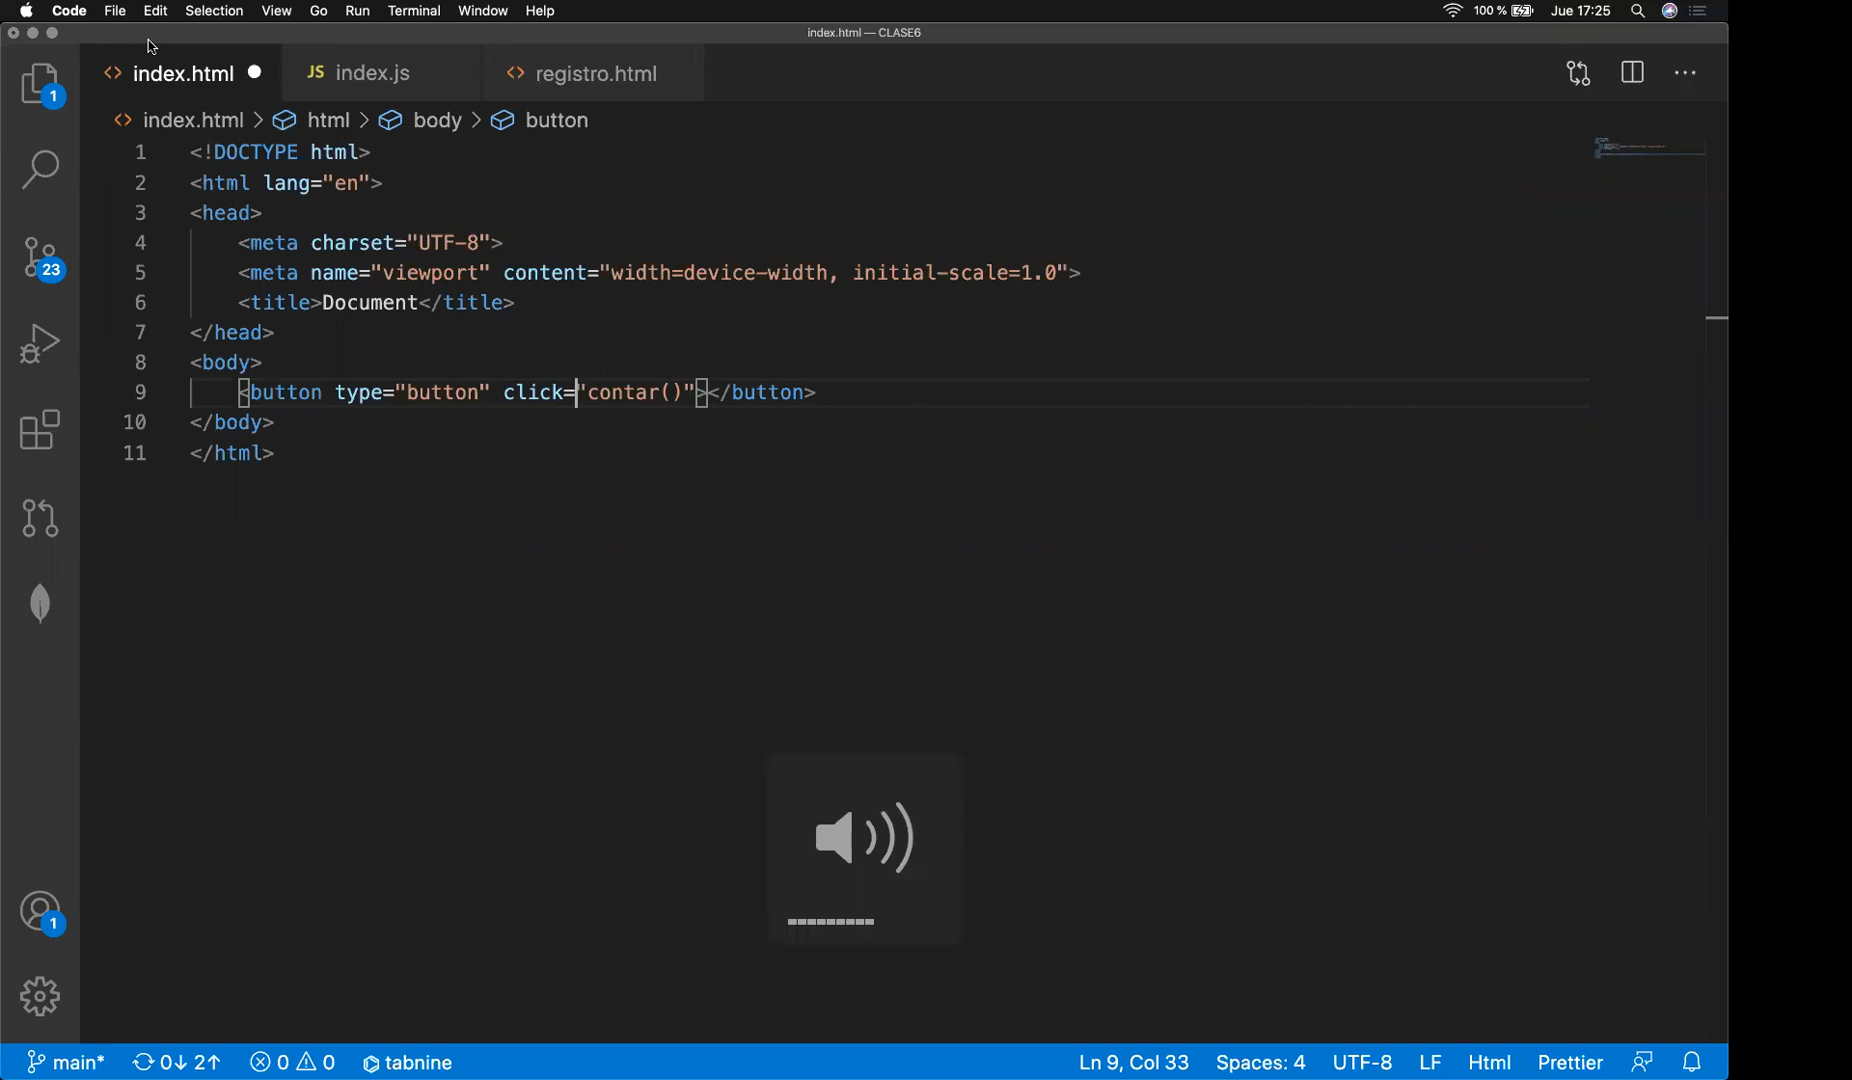 Code File Edit Selection View Go Run Terminal Window Help 100 % Jue 17:25
index.html — CLASE6
index.html JS index.js registro.html
1
index.html > html > body > button
1 <!DOCTYPE html>
2 <html lang="en">
3 <head>
4 <meta charset="UTF-8">
5 <meta name="viewport" content="width=device-width, initial-scale=1.0">
6 <title>Document</title>
7 </head>
8 <body>
9 <button type="button" click="contar()"></button>
10 </body>
11 </html>
23
1
main* 0↓ 2↑ 0 0 tabnine Ln 9, Col 33 Spaces: 4 UTF-8 LF Html Prettier